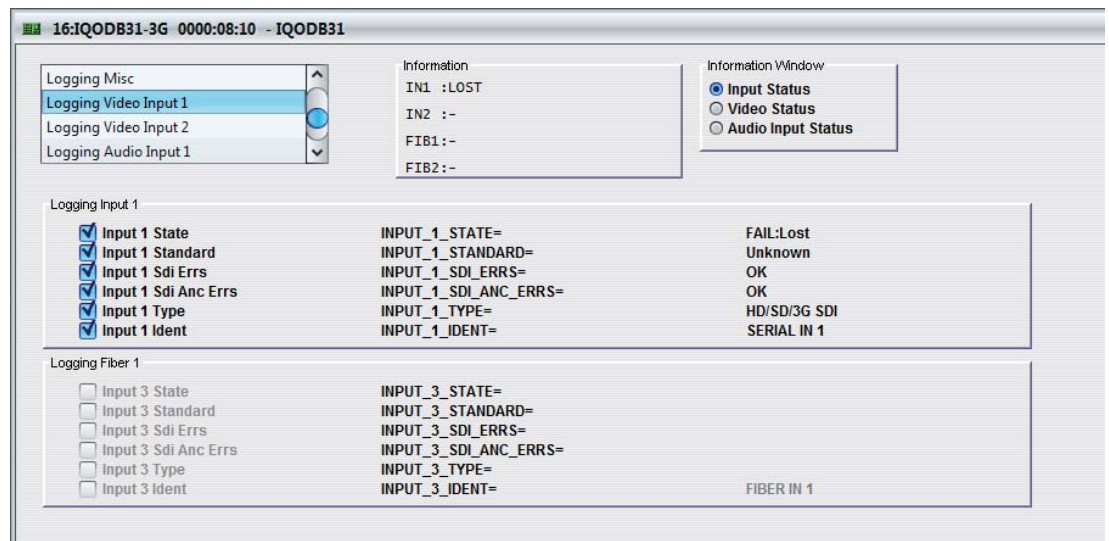 16:IQODB31-3G 0000:08:10 - IQODB31
Logging Misc
Logging Video Input 1
Logging Video Input 2
Logging Audio Input 1
Information
IN1 :LOST
IN2 :-
FIB1:-
FIB2:-
Information Window
Input Status
Video Status
Audio Input Status
Logging Input 1
Input 1 State INPUT_1_STATE= FAIL:Lost
Input 1 Standard INPUT_1_STANDARD= Unknown
Input 1 Sdi Errs INPUT_1_SDI_ERRS= OK
Input 1 Sdi Anc Errs INPUT_1_SDI_ANC_ERRS= OK
Input 1 Type INPUT_1_TYPE= HD/SD/3G SDI
Input 1 Ident INPUT_1_IDENT= SERIAL IN 1
Logging Fiber 1
Input 3 State INPUT_3_STATE=
Input 3 Standard INPUT_3_STANDARD=
Input 3 Sdi Errs INPUT_3_SDI_ERRS=
Input 3 Sdi Anc Errs INPUT_3_SDI_ANC_ERRS=
Input 3 Type INPUT_3_TYPE=
Input 3 Ident INPUT_3_IDENT= FIBER IN 1